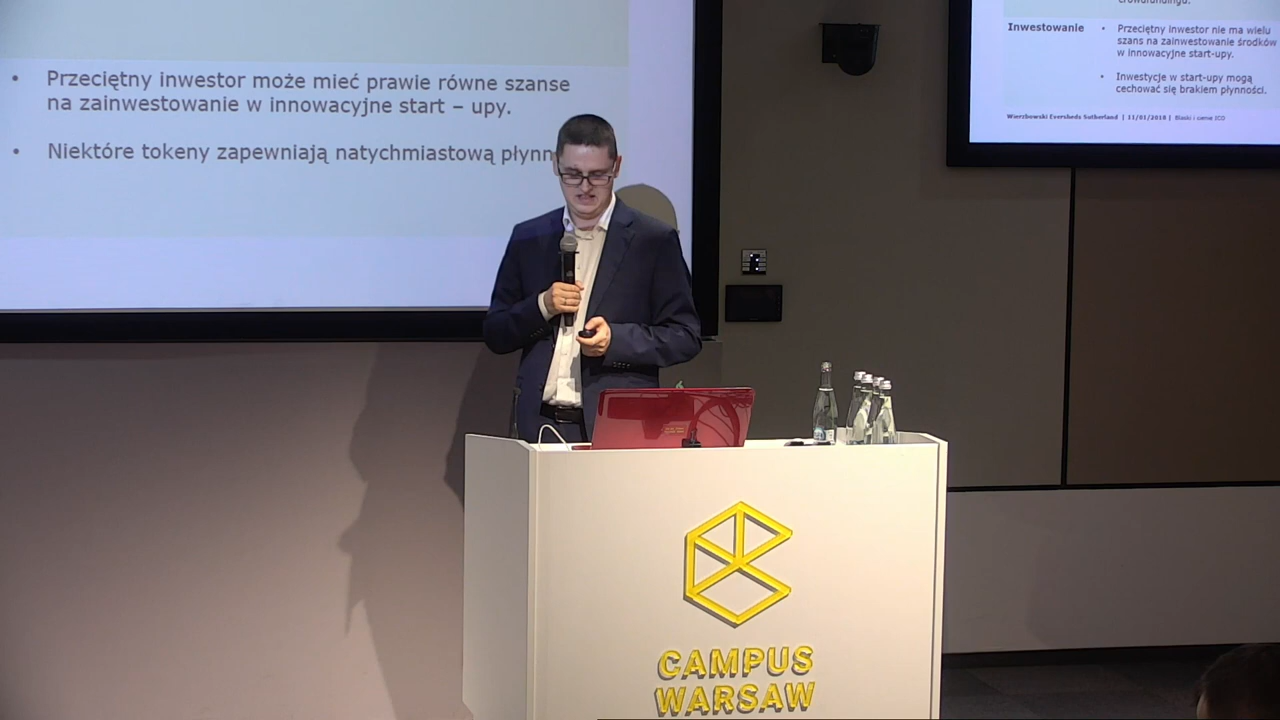 • Przeciętny inwestor może mieć prawie równe szanse
na zainwestowanie w innowacyjne start – upy.
• Niektóre tokeny zapewniają natychmiastową
crowdfundingu.
Inwestowanie
• Przeciętny inwestor nie ma wielu
szans na zainwestowanie środków
w innowacyjne start-upy.
• Inwestycje w start-upy mogą
cechować się brakiem płynności.
Wierzbowski Eversheds Sutherland | 11/01/2018 | Blaski i cienie ICO
CAMPUS
WARSAW